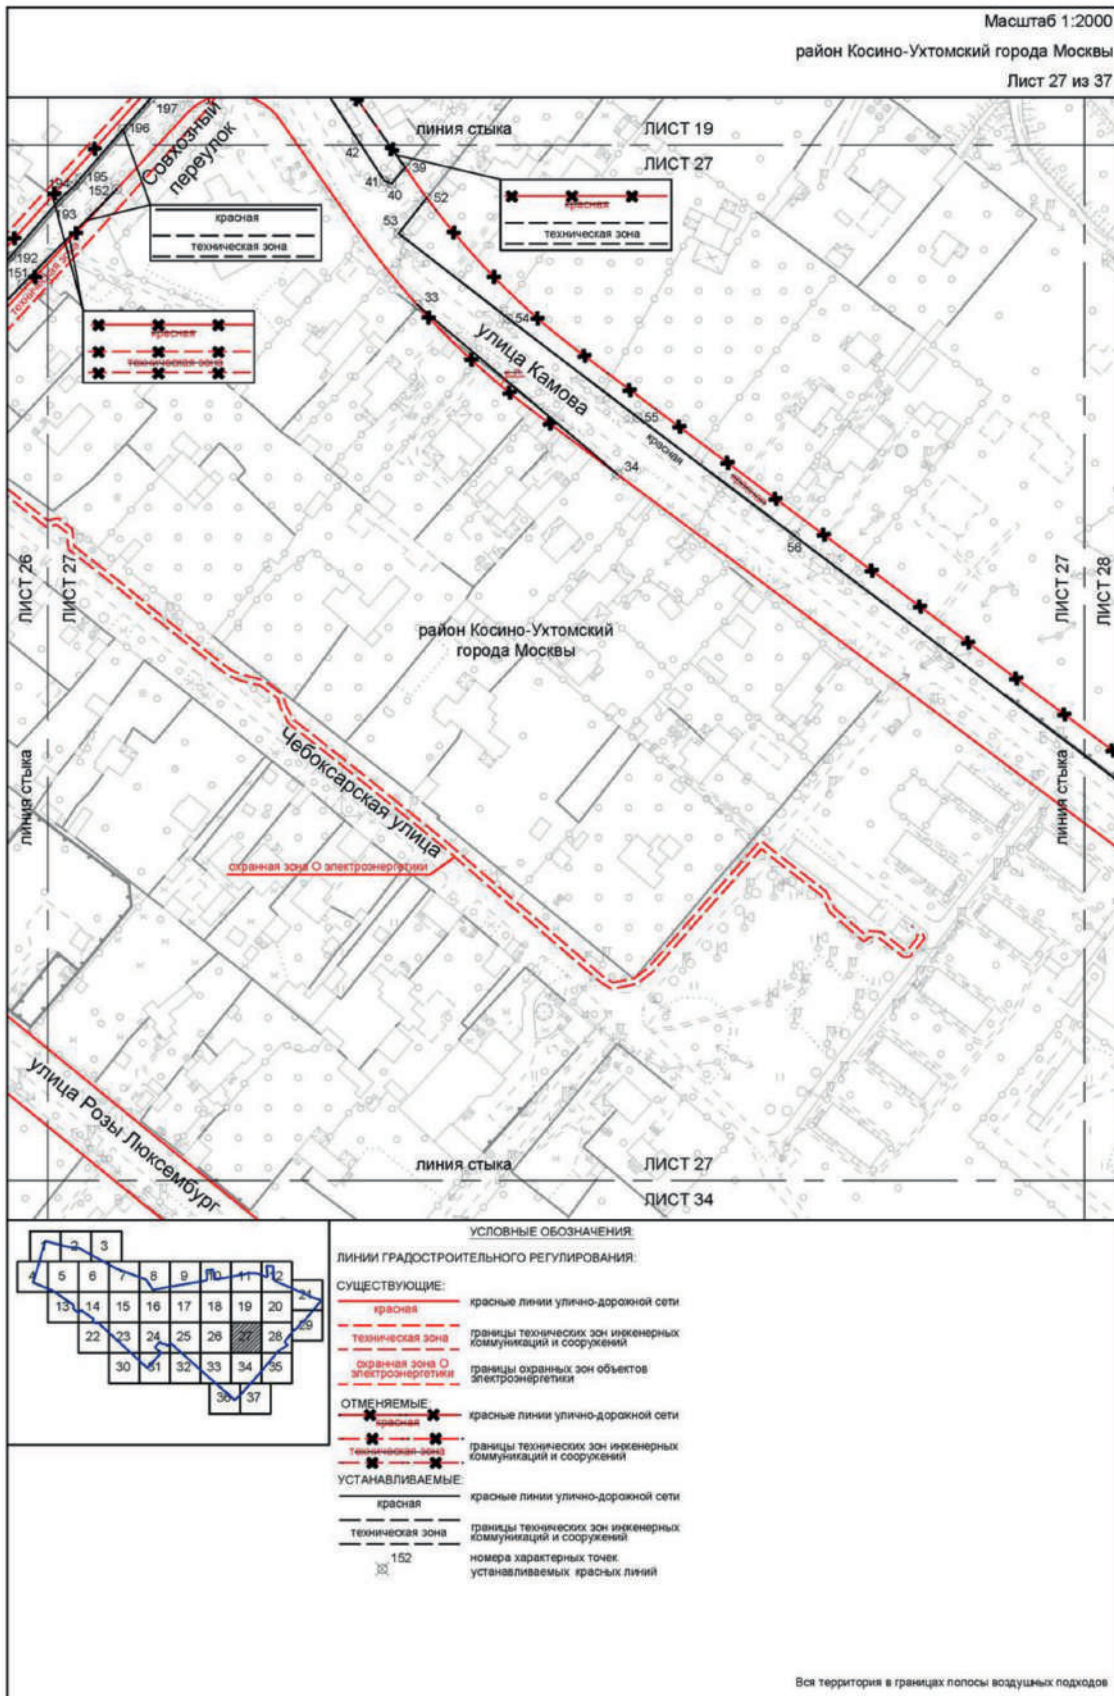 Масштаб 1:2000
район Косино-Ухтомский города Москвы
Лист 27 из 37
линия стыка
ЛИСТ 19
ЛИСТ 27
197
196
Совхозный
переулок
195
152
194
193
192
151
техническая зона
красная
техническая зона
красная
техническая зона
42
41
40
39
52
53
красная
техническая зона
33
54
улица Камова
55
красная
красная
34
56
ЛИСТ 26
ЛИСТ 27
линия стыка
ЛИСТ 27
ЛИСТ 28
линия стыка
район Косино-Ухтомский
города Москвы
Чебоксарская улица
охранная зона О электроэнергетики
улица Розы Люксембург
линия стыка
ЛИСТ 27
ЛИСТ 34
1 2 3
4 5 6 7 8 9 10 11 12
13 14 15 16 17 18 19 20 21
22 23 24 25 26 27 28 29
30 31 32 33 34 35
36 37
УСЛОВНЫЕ ОБОЗНАЧЕНИЯ:
ЛИНИИ ГРАДОСТРОИТЕЛЬНОГО РЕГУЛИРОВАНИЯ:
СУЩЕСТВУЮЩИЕ:
красная
красные линии улично-дорожной сети
техническая зона
границы технических зон инженерных
коммуникаций и сооружений
охранная зона О
электроэнергетики
границы охранных зон объектов
электроэнергетики
ОТМЕНЯЕМЫЕ:
красная
красные линии улично-дорожной сети
техническая зона
границы технических зон инженерных
коммуникаций и сооружений
УСТАНАВЛИВАЕМЫЕ:
красная
красные линии улично-дорожной сети
техническая зона
границы технических зон инженерных
коммуникаций и сооружений
152
номера характерных точек
устанавливаемых красных линий
Вся территория в границах полосы воздушных подходов